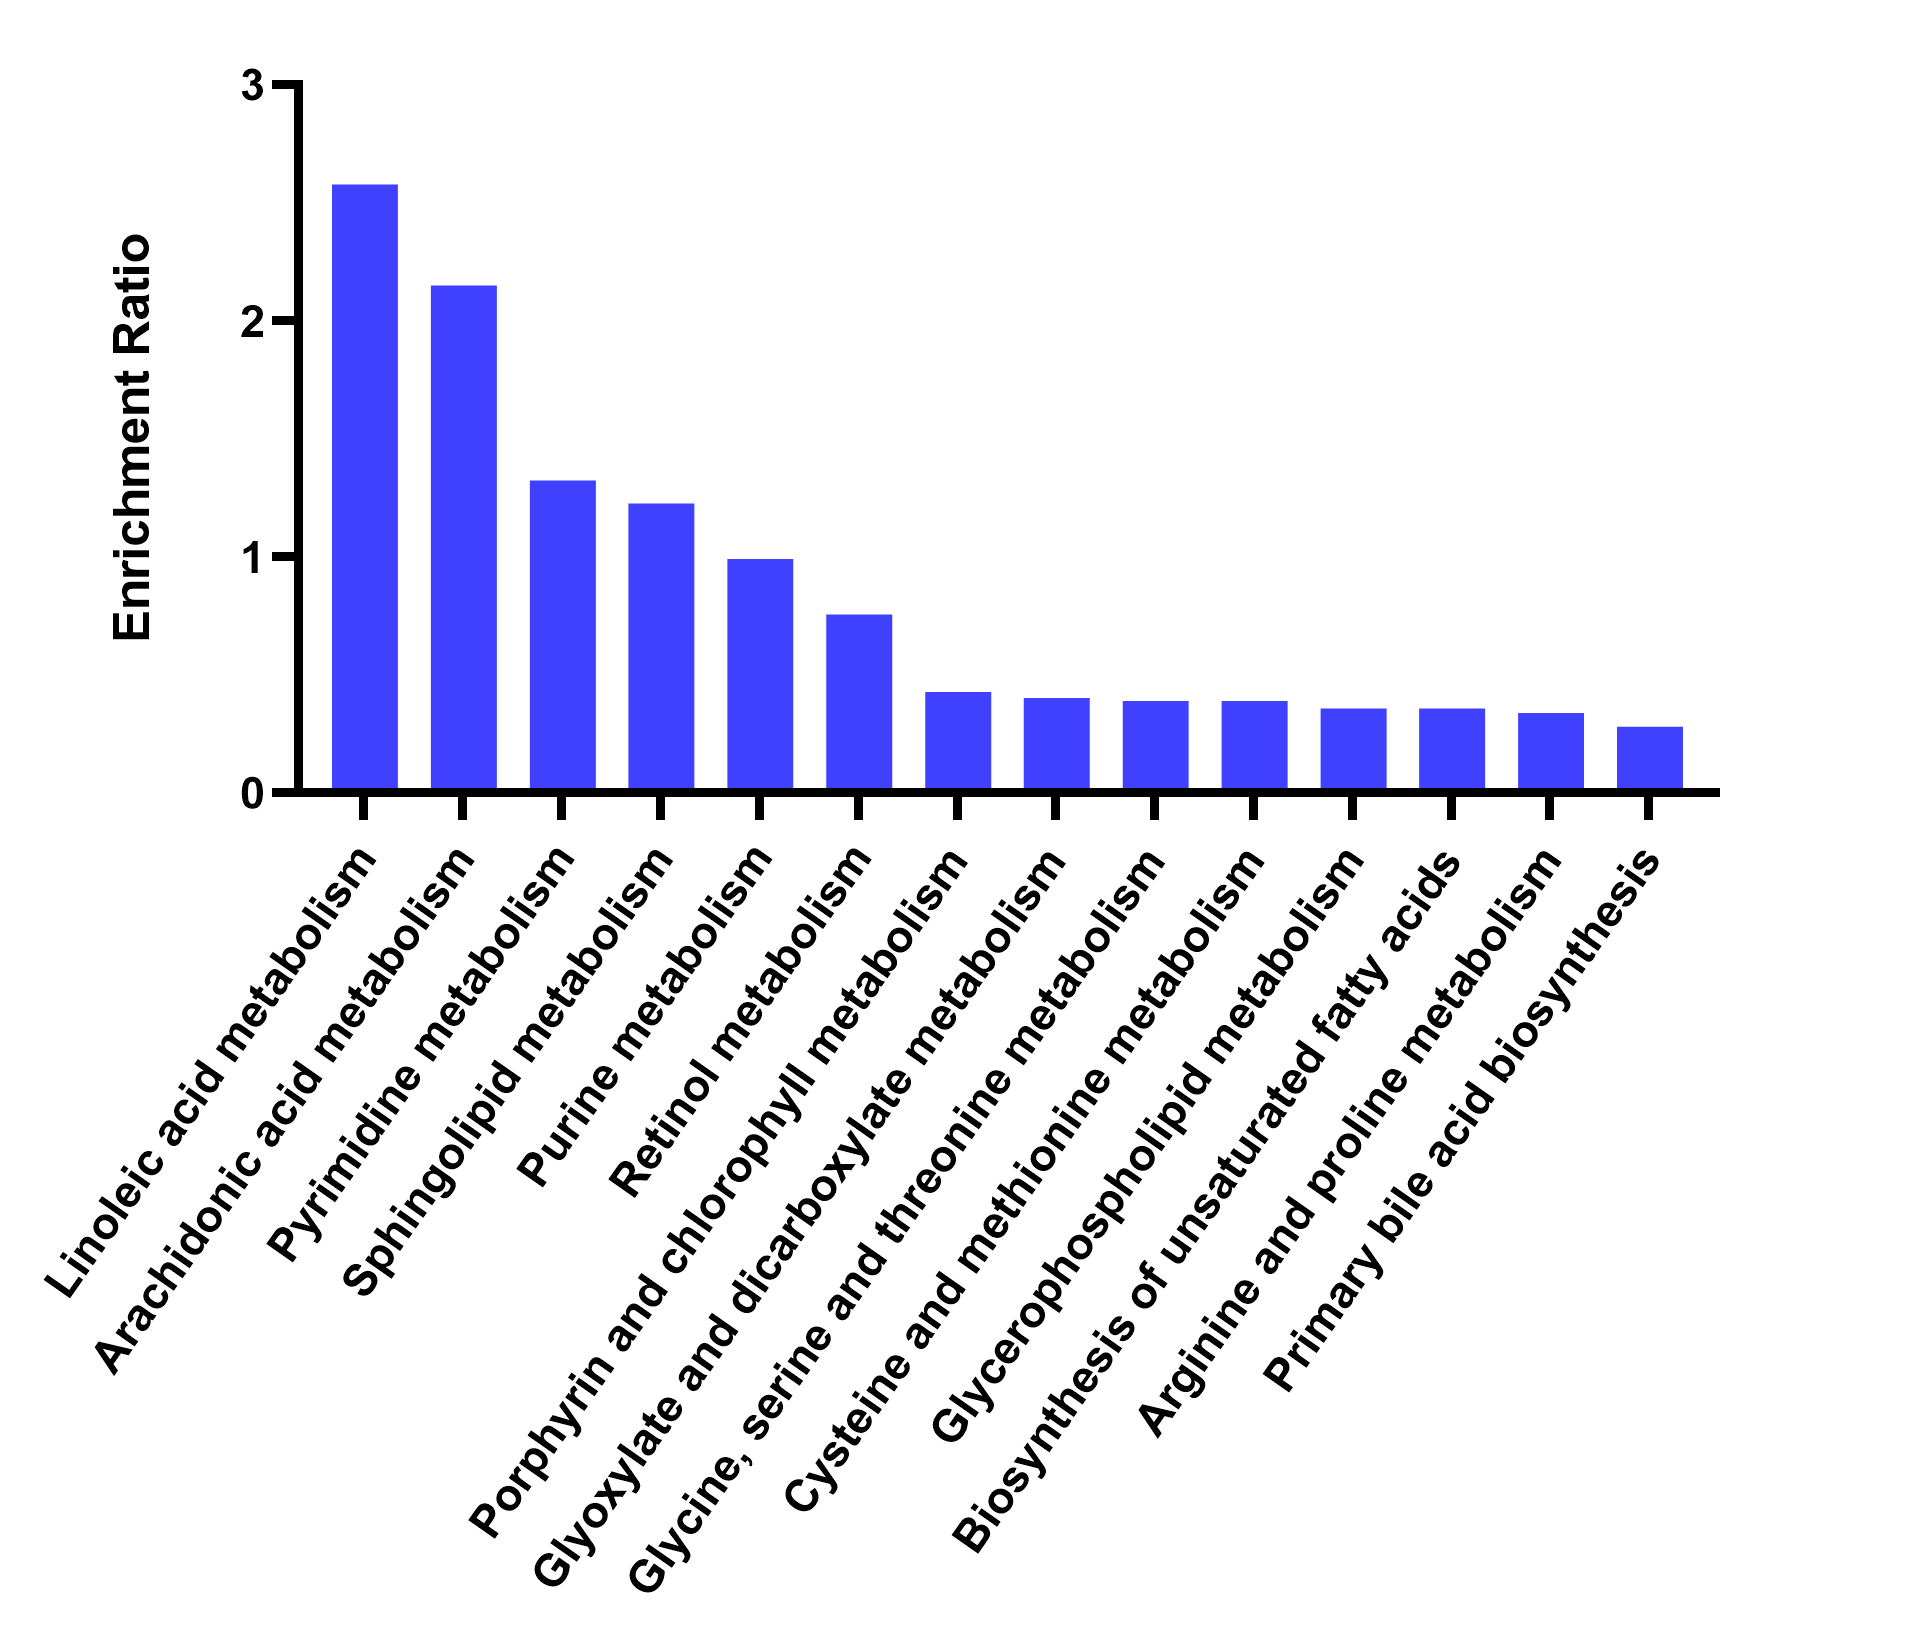 3
2
1
0
Enrichment Ratio
Linoleic acid metabolism
Arachidonic acid metabolism
Pyrimidine metabolism
Sphingolipid metabolism
Purine metabolism
Retinol metabolism
Porphyrin and chlorophyll metabolism
Glyoxylate and dicarboxylate metabolism
Glycine, serine and threonine metabolism
Cysteine and methionine metabolism
Glycerophospholipid metabolism
Biosynthesis of unsaturated fatty acids
Arginine and proline metabolism
Primary bile acid biosynthesis